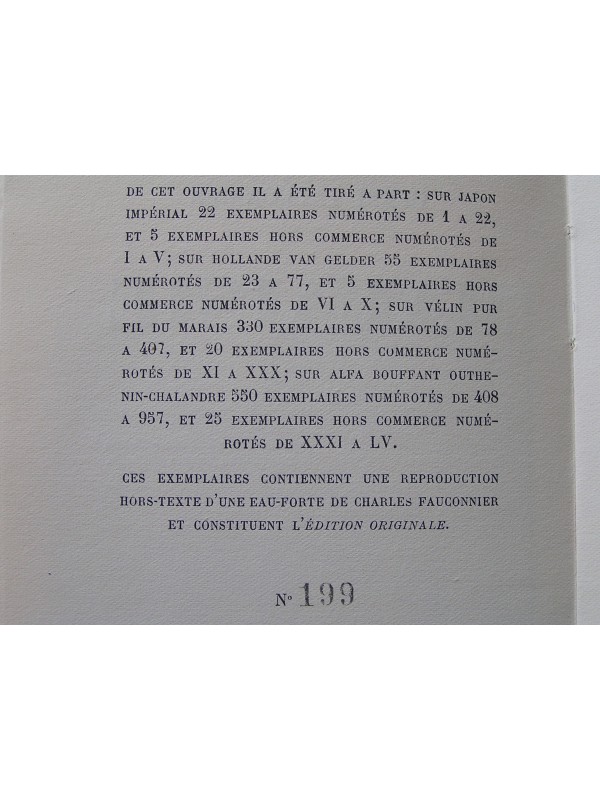 DE CET OUVRAGE IL A ÉTÉ TIRÉ A PART : SUR JAPON
IMPÉRIAL 22 EXEMPLAIRES NUMÉROTÉS DE 1 A 22,
ET 5 EXEMPLAIRES HORS COMMERCE NUMÉROTÉS DE
I A V; SUR HOLLANDE VAN GELDER 55 EXEMPLAIRES
NUMÉROTÉS DE 23 A 77, ET 5 EXEMPLAIRES HORS
COMMERCE NUMÉROTÉS DE VI A X; SUR VÉLIN PUR
FIL DU MARAIS 330 EXEMPLAIRES NUMÉROTÉS DE 78
A 407, ET 20 EXEMPLAIRES HORS COMMERCE NUMÉ-
ROTÉS DE XI A XXX; SUR ALFA BOUFFANT OUTHE-
NIN-CHALANDRE 550 EXEMPLAIRES NUMÉROTÉS DE 408
A 957, ET 25 EXEMPLAIRES HORS COMMERCE NUMÉ-
ROTÉS DE XXXI A LV.
CES EXEMPLAIRES CONTIENNENT UNE REPRODUCTION
HORS-TEXTE D'UNE EAU-FORTE DE CHARLES FAUCONNIER
ET CONSTITUENT L'ÉDITION ORIGINALE.
N° 199